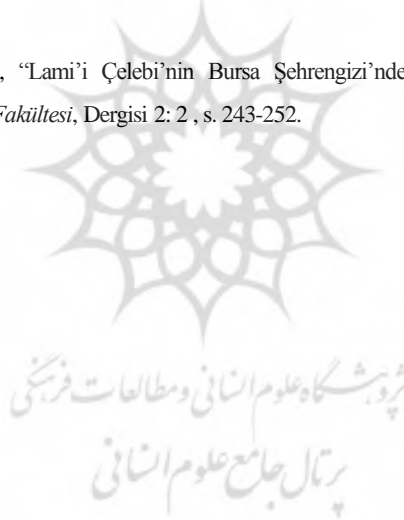 , “Lami’i Çelebi’nin Bursa Şehrengizi’nde
Fakültesi, Dergisi 2: 2 , s. 243-252.
پژوهشگاه علوم انسانی و مطالعات فرهنگی
پرتال جامع علوم انسانی